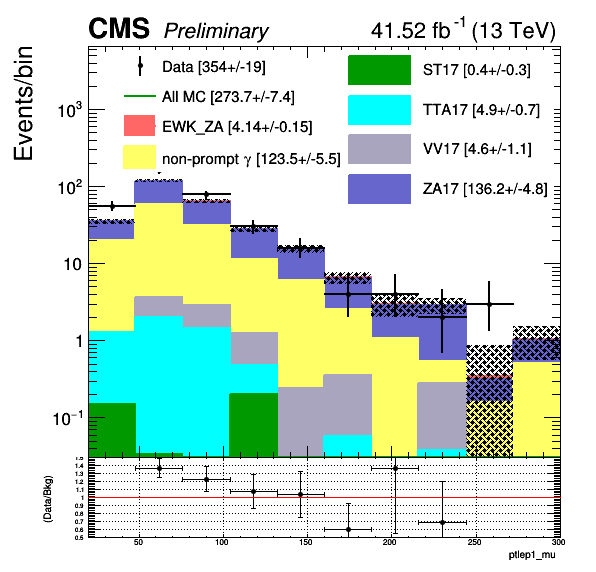 CMS Preliminary 41.52 fb⁻¹ (13 TeV)
Events/bin
Data [354+/-19]
All MC [273.7+/-7.4]
EWK_ZA [4.14+/-0.15]
non-prompt γ [123.5+/-5.5]
ST17 [0.4+/-0.3]
TTA17 [4.9+/-0.7]
VV17 [4.6+/-1.1]
ZA17 [136.2+/-4.8]
10³
10²
10
1
10⁻¹
(Data/Bkg)
1.5
1.4
1.3
1.2
1.1
1
0.9
0.8
0.7
0.6
0.5
50 100 150 200 250 300
ptlep1_mu